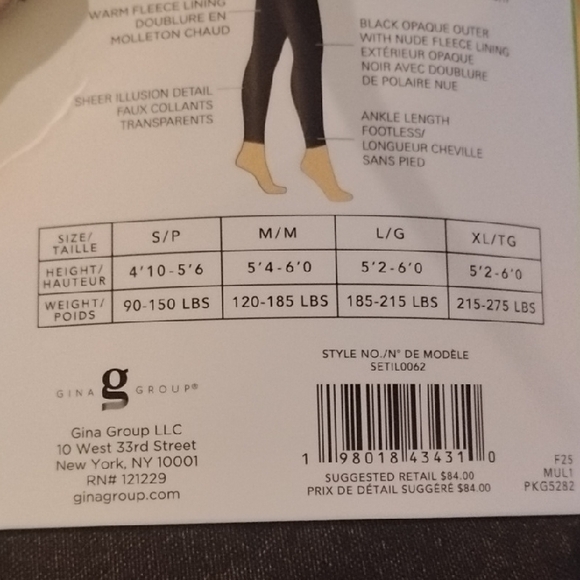 WARM FLEECE LINING
DOUBLURE EN
MOLLETON CHAUD
BLACK OPAQUE OUTER
WITH NUDE FLEECE LINING
EXTÉRIEUR OPAQUE
NOIR AVEC DOUBLURE
DE POLAIRE NUE
SHEER ILLUSION DETAIL
FAUX COLLANTS
TRANSPARENTS
ANKLE LENGTH
FOOTLESS/
LONGUEUR CHEVILLE
SANS PIED
SIZE/TAILLE S/P M/M L/G XL/TG
HEIGHT/HAUTEUR 4'10-5'6 5'4-6'0 5'2-6'0 5'2-6'0
WEIGHT/POIDS 90-150 LBS 120-185 LBS 185-215 LBS 215-275 LBS
STYLE NO./N° DE MODÈLE
SETIL0062
GINA g GROUP®
Gina Group LLC
10 West 33rd Street
New York, NY 10001
RN# 121229
ginagroup.com
1 98018 43431 0
SUGGESTED RETAIL $84.00
PRIX DE DÉTAIL SUGGÉRÉ $84.00
F25
MUL1
PKG5282